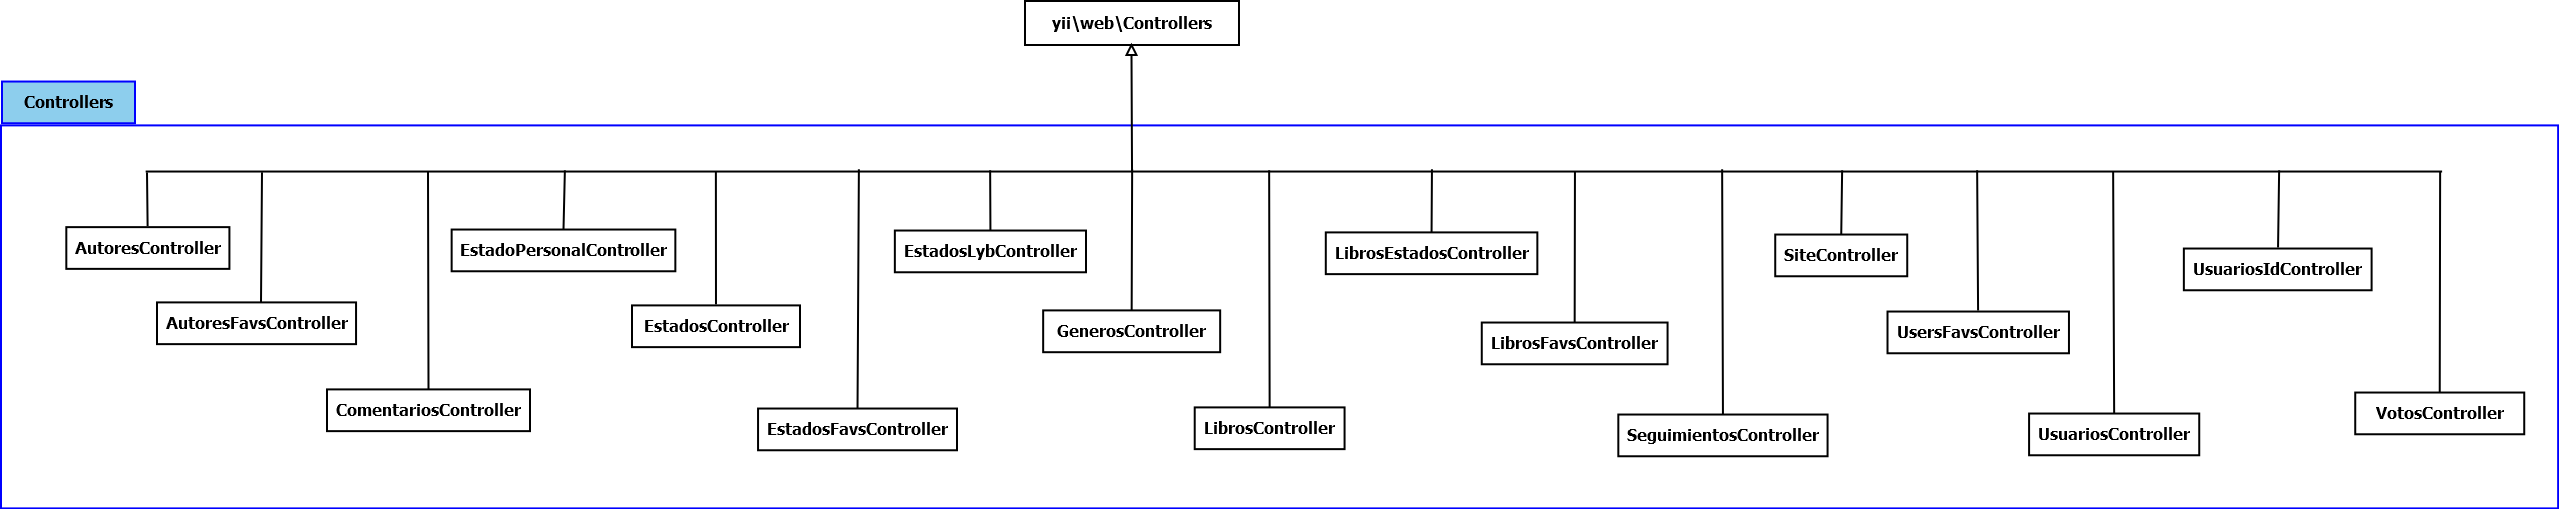 yii\web\Controllers
Controllers
AutoresController
EstadoPersonalController
EstadosLybController
LibrosEstadosController
SiteController
UsuariosIdController
AutoresFavsController
EstadosController
GenerosController
LibrosFavsController
UsersFavsController
ComentariosController
EstadosFavsController
LibrosController
SeguimientosController
UsuariosController
VotosController